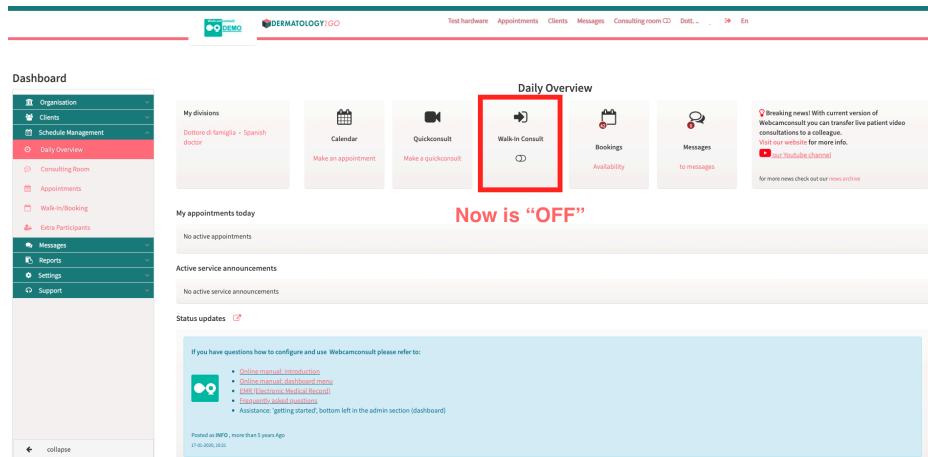 Webcamconsult
DEMO
DERMATOLOGY2GO
Test hardware Appointments Clients Messages Consulting room Dott. .. En
Dashboard
Organisation
Clients
Schedule Management
Daily Overview
Consulting Room
Appointments
Walk-In/Booking
Extra Participants
Messages
Reports
Settings
Support
collapse
Daily Overview
My divisions
Dottore di famiglia • Spanish
doctor
Calendar
Make an appointment
Quickconsult
Make a quickconsult
Walk-In Consult
Bookings
Availability
Messages
to messages
Breaking news! With current version of
Webcamconsult you can transfer live patient video
consultations to a colleague.
Visit our website for more info.
our Youtube channel
for more news check out our news archive
Now is “OFF”
My appointments today
No active appointments
Active service announcements
No active service announcements
Status updates
If you have questions how to configure and use Webcamconsult please refer to:
• Online manual: introduction
• Online manual: dashboard menu
• EMR (Electronic Medical Record)
• Frequently asked questions
• Assistance: 'getting started', bottom left in the admin section (dashboard)
Posted as INFO , more than 5 years Ago